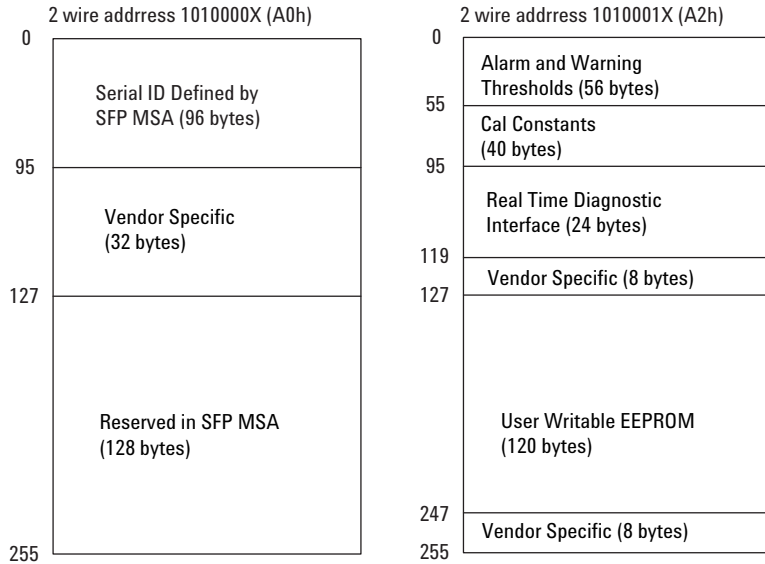 2 wire addrress 1010000X (A0h)
0
Serial ID Defined by
SFP MSA (96 bytes)
95
Vendor Specific
(32 bytes)
127
Reserved in SFP MSA
(128 bytes)
255
2 wire addrress 1010001X (A2h)
0
Alarm and Warning
Thresholds (56 bytes)
55
Cal Constants
(40 bytes)
95
Real Time Diagnostic
Interface (24 bytes)
119
Vendor Specific (8 bytes)
127
User Writable EEPROM
(120 bytes)
247
Vendor Specific (8 bytes)
255